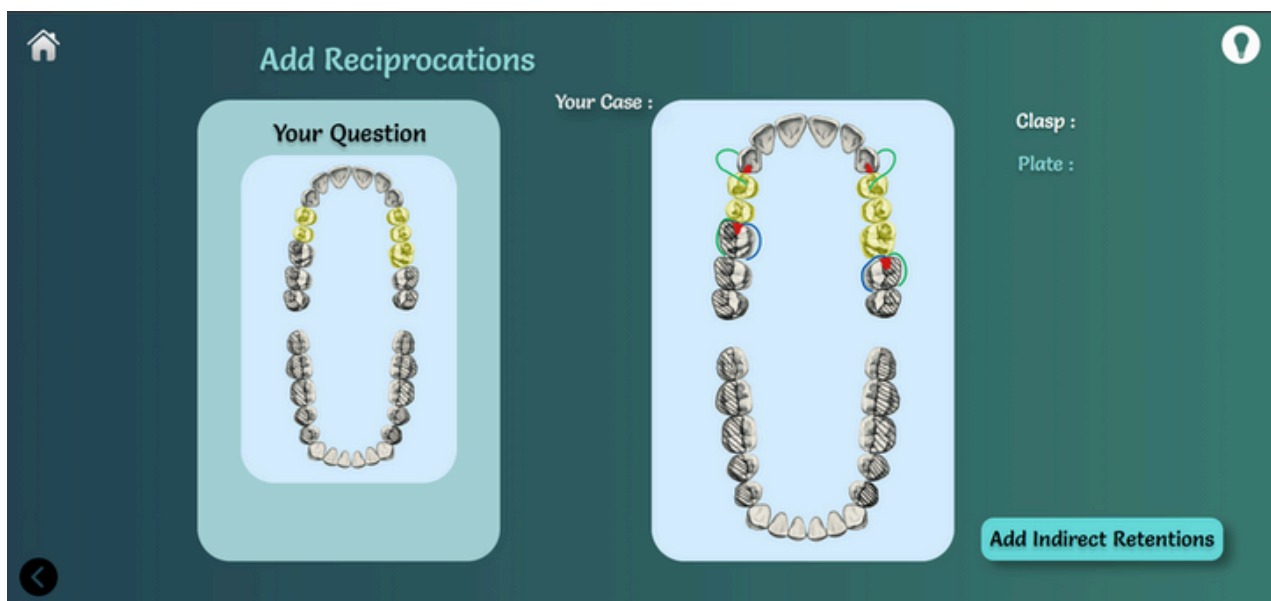 Add Reciprocations
Your Question
Your Case :
Clasp :
Plate :
Add Indirect Retentions